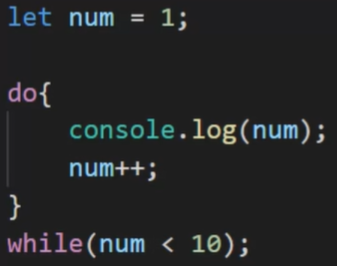 let num = 1;
do{
    console.log(num);
    num++;
}
while(num < 10);